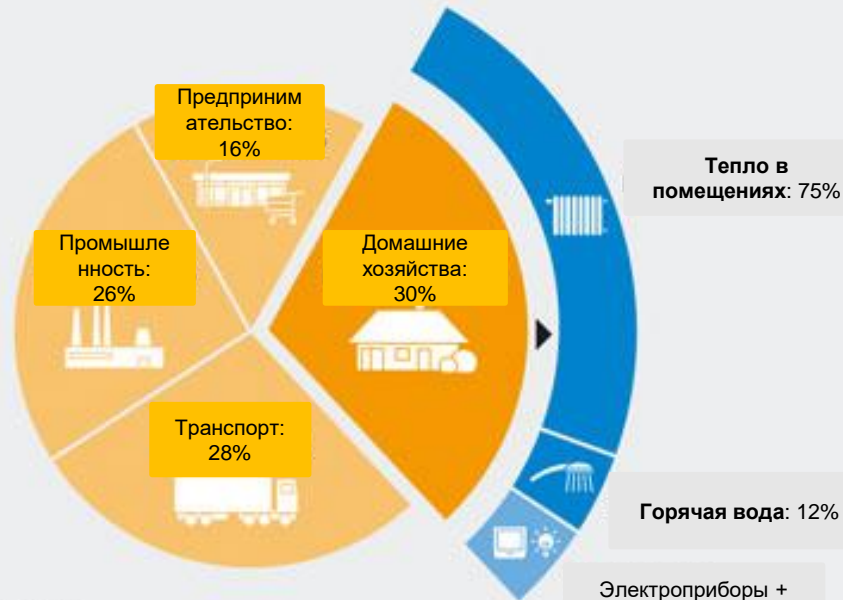 Предприним
ательство:
16%
Промышле
нность:
26%
Домашние
хозяйства:
30%
Транспорт:
28%
Тепло в
помещениях: 75%
Горячая вода: 12%
Электроприборы +